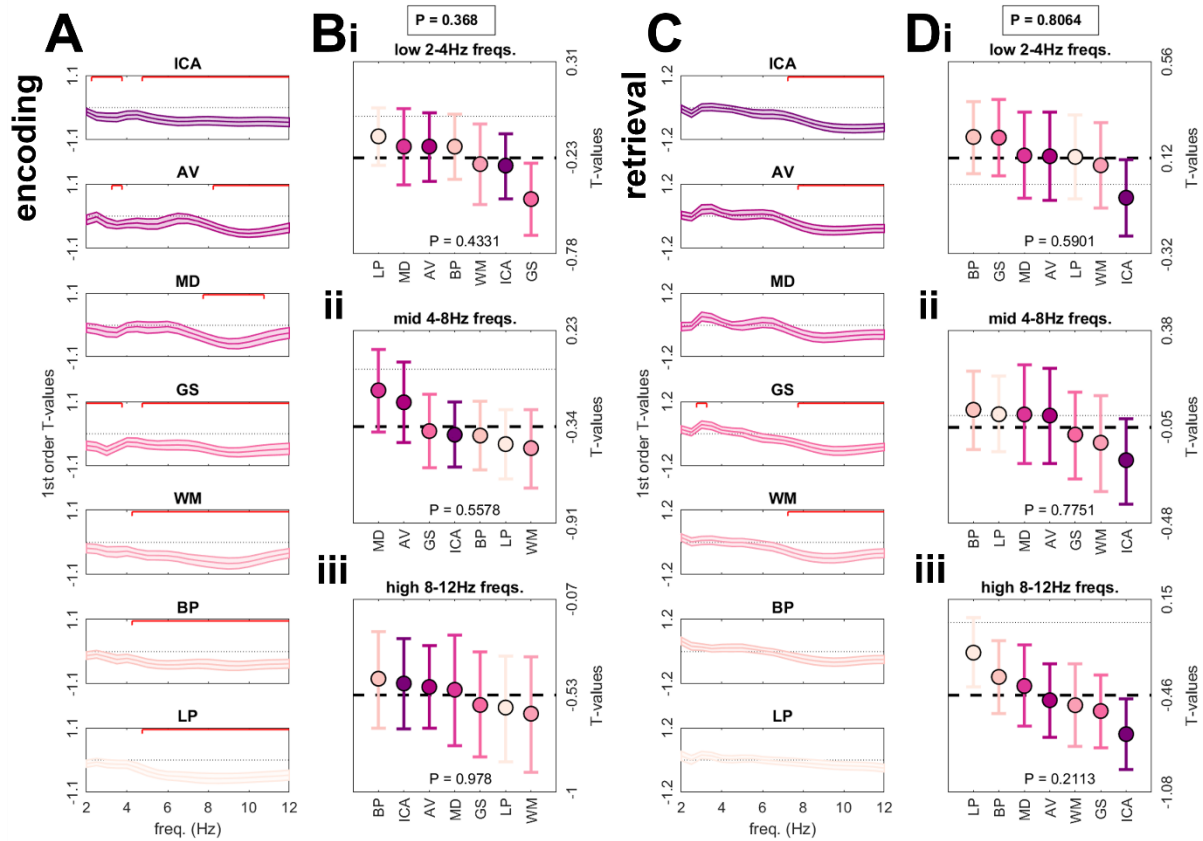 A
encoding
ICA
1.1
-1.1
AV
1.1
-1.1
MD
1.1
-1.1
GS
1.1
-1.1
1st order T-values
WM
1.1
-1.1
BP
1.1
-1.1
LP
1.1
-1.1
2 4 6 8 10 12
freq. (Hz)
P = 0.368
Bi
low 2-4Hz freqs.
0.31
-0.23
-0.78
T-values
P = 0.4331
LP MD AV BP WM ICA GS
ii
mid 4-8Hz freqs.
0.23
-0.34
-0.91
T-values
P = 0.5578
MD AV GS ICA BP LP WM
iii
high 8-12Hz freqs.
-0.07
-0.53
-1
T-values
P = 0.978
BP ICA AV MD GS LP WM
C
retrieval
ICA
1.2
-1.2
AV
1.2
-1.2
MD
1.2
-1.2
GS
1.2
-1.2
1st order T-values
WM
1.2
-1.2
BP
1.2
-1.2
LP
1.2
-1.2
2 4 6 8 10 12
freq. (Hz)
P = 0.8064
Di
low 2-4Hz freqs.
0.56
0.12
-0.32
T-values
P = 0.5901
BP GS MD AV LP WM ICA
ii
mid 4-8Hz freqs.
0.38
-0.05
-0.48
T-values
P = 0.7751
BP LP MD AV GS WM ICA
iii
high 8-12Hz freqs.
0.15
-0.46
-1.08
T-values
P = 0.2113
LP BP MD AV WM GS ICA